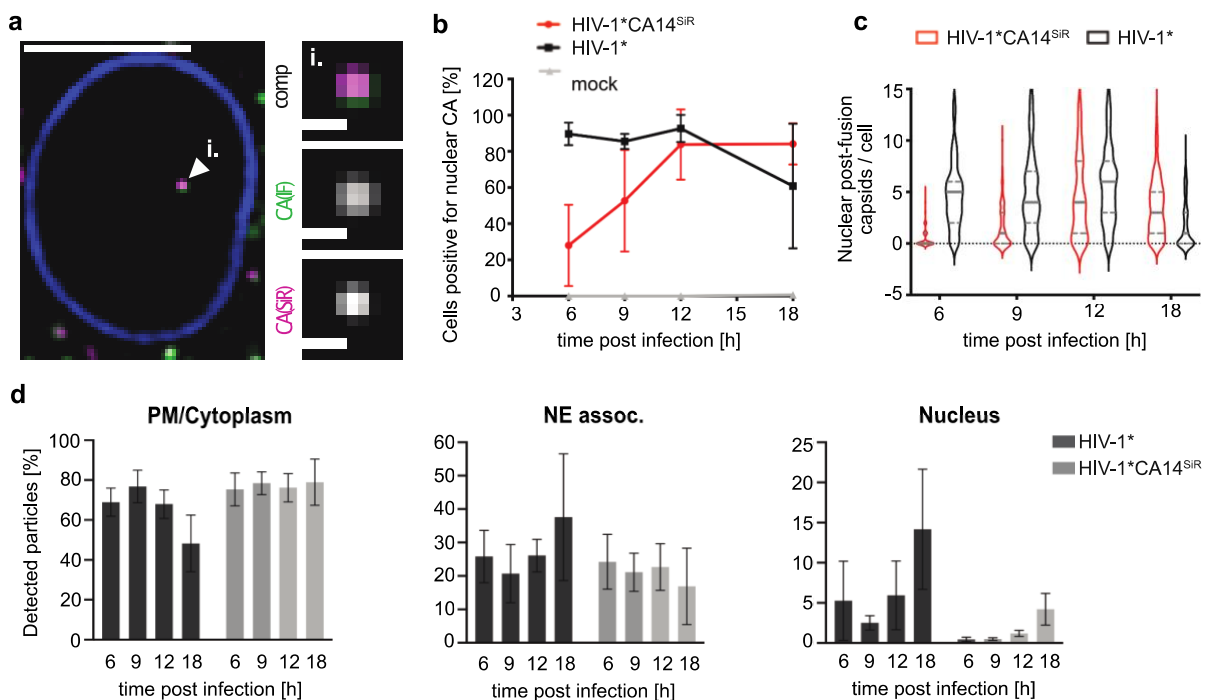 a
i.
comp
CA(IF)
CA(SiR)
i.
b
HIV-1*CA14SiR
HIV-1*
mock
Cells positive for nuclear CA [%]
120
100
80
60
40
20
0
3 6 9 12 15 18
time post infection [h]
c
HIV-1*CA14SiR HIV-1*
Nuclear post-fusion
capsids / cell
15
10
5
0
-5
6 9 12 18
time post infection [h]
d
PM/Cytoplasm
Detected particles [%]
100
80
60
40
20
0
6 9 12 18 6 9 12 18
time post infection [h]
NE assoc.
60
50
40
30
20
10
0
6 9 12 18 6 9 12 18
time post infection [h]
Nucleus
25
20
15
10
5
0
6 9 12 18 6 9 12 18
time post infection [h]
HIV-1*
HIV-1*CA14SiR